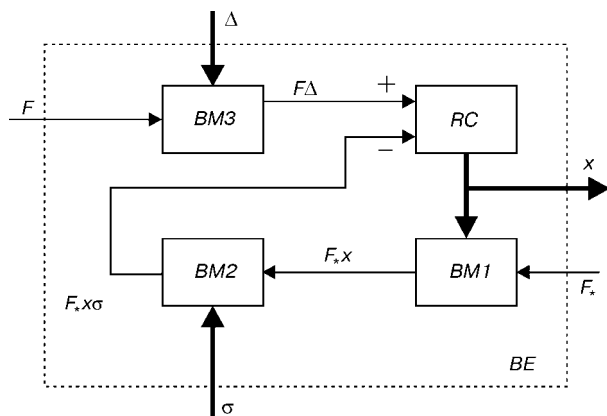 Δ
F
BM3
FΔ
+
RC
−
x
BM2
F*x
BM1
F*
F*xσ
BE
σ